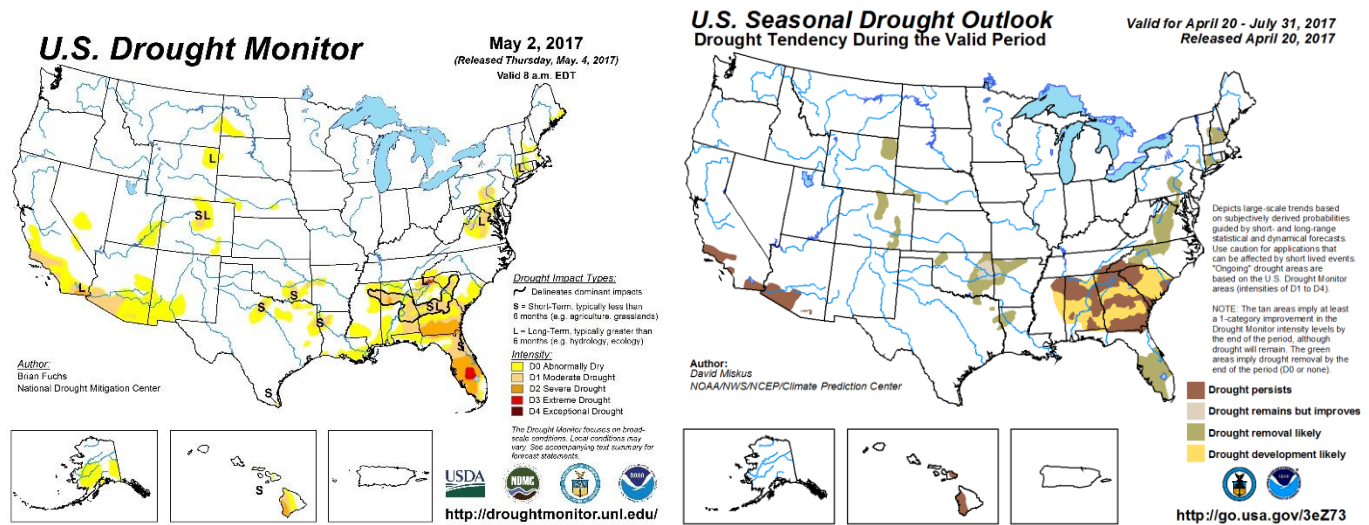 U.S. Drought Monitor
May 2, 2017
(Released Thursday, May. 4, 2017)
Valid 8 a.m. EDT
L
SL
L
L
L
S
S
S
SL
S
S
Drought Impact Types:
Delineates dominant impacts
S = Short-Term, typically less than
6 months (e.g. agriculture, grasslands)
L = Long-Term, typically greater than
6 months (e.g. hydrology, ecology)
Intensity:
D0 Abnormally Dry
D1 Moderate Drought
D2 Severe Drought
D3 Extreme Drought
D4 Exceptional Drought
Author:
Brian Fuchs
National Drought Mitigation Center
S
The Drought Monitor focuses on broad-
scale conditions. Local conditions may
vary. See accompanying text summary for
forecast statements.
USDA
NDMC
http://droughtmonitor.unl.edu/
U.S. Seasonal Drought Outlook
Drought Tendency During the Valid Period
Valid for April 20 - July 31, 2017
Released April 20, 2017
Depicts large-scale trends based
on subjectively derived probabilities
guided by short- and long-range
statistical and dynamical forecasts.
Use caution for applications that
can be affected by short lived events.
"Ongoing" drought areas are
based on the U.S. Drought Monitor
areas (intensities of D1 to D4).
NOTE: The tan areas imply at least
a 1-category improvement in the
Drought Monitor intensity levels by
the end of the period, although
drought will remain. The green
areas imply drought removal by the
end of the period (D0 or none).
Author:
David Miskus
NOAA/NWS/NCEP/Climate Prediction Center
Drought persists
Drought remains but improves
Drought removal likely
Drought development likely
http://go.usa.gov/3eZ73